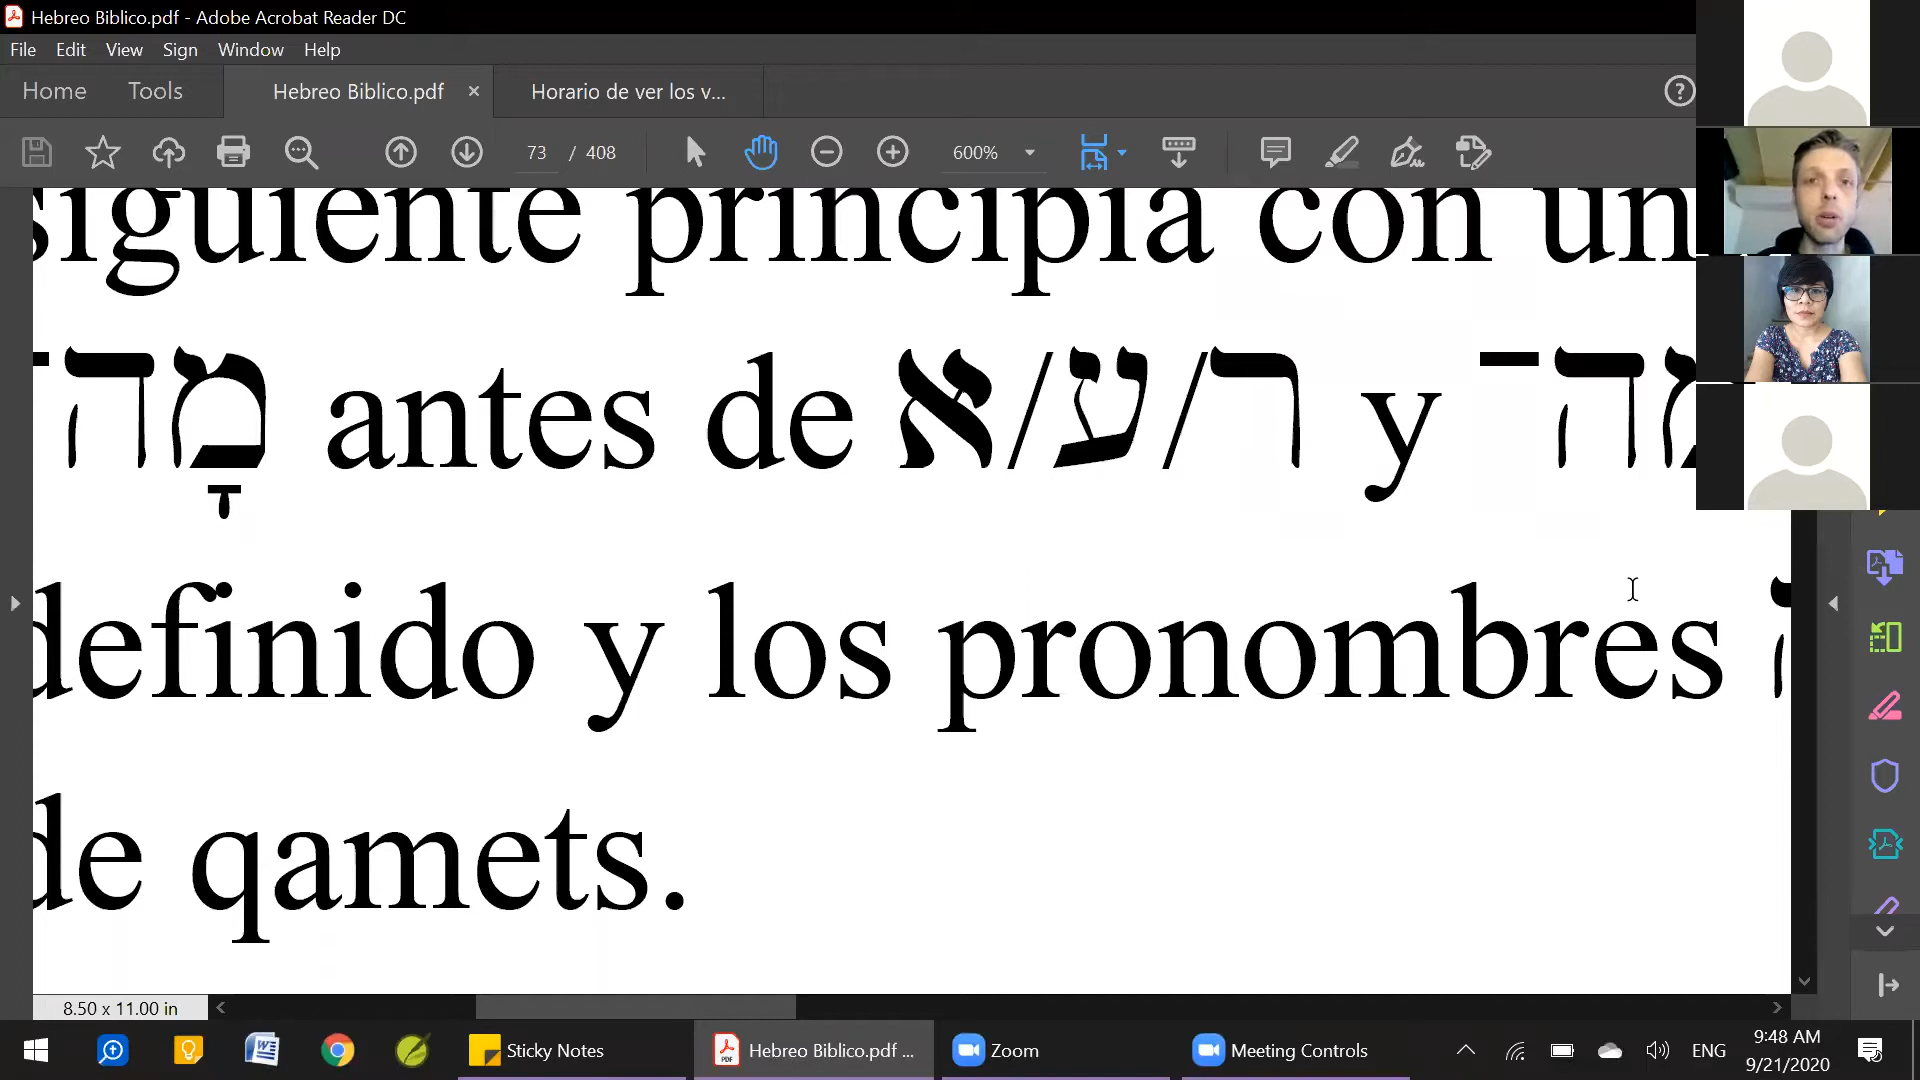 Hebreo Biblico.pdf - Adobe Acrobat Reader DC
File Edit View Sign Window Help
Home Tools Hebreo Biblico.pdf × Horario de ver los v...
73 / 408 600%
siguiente principia con un
מָה־ antes de א/ע/ר y מה־
definido y los pronombres
de qamets.
8.50 x 11.00 in
Sticky Notes Hebreo Biblico.pdf ... Zoom Meeting Controls ENG 9:48 AM
9/21/2020